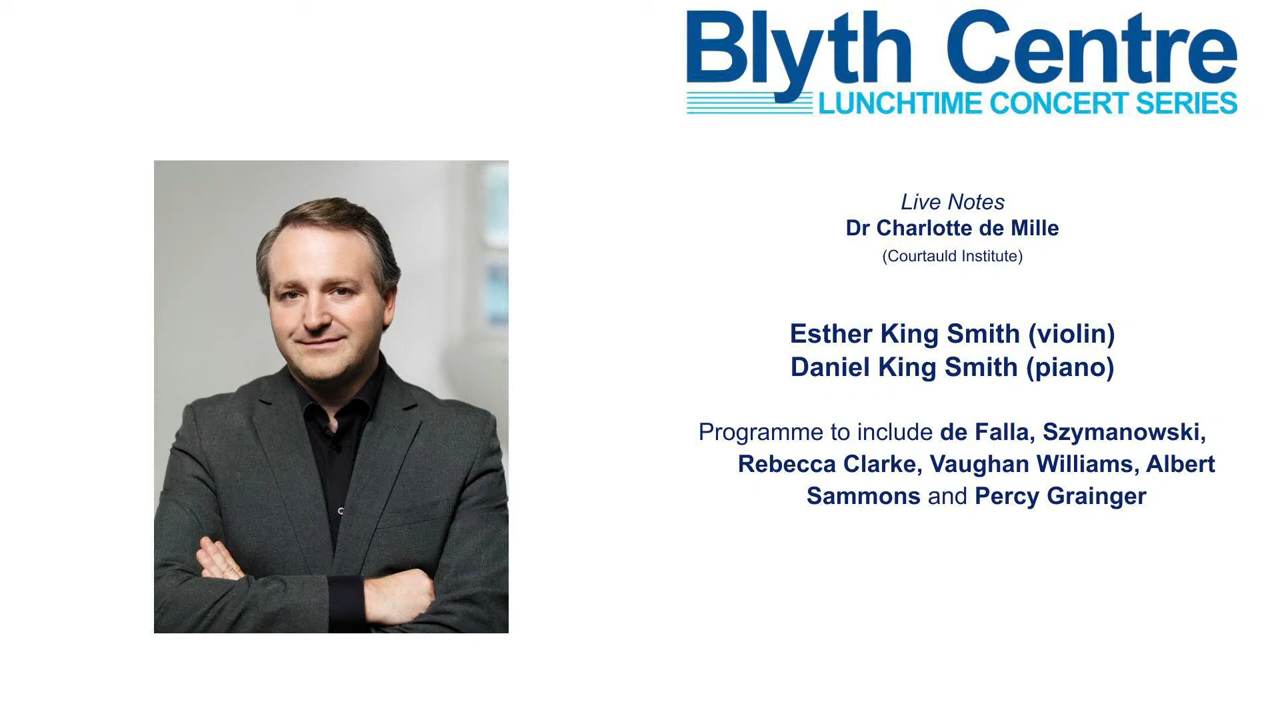 Blyth Centre
LUNCHTIME CONCERT SERIES
Live Notes
Dr Charlotte de Mille
(Courtauld Institute)
Esther King Smith (violin)
Daniel King Smith (piano)
Programme to include de Falla, Szymanowski,
Rebecca Clarke, Vaughan Williams, Albert
Sammons and Percy Grainger